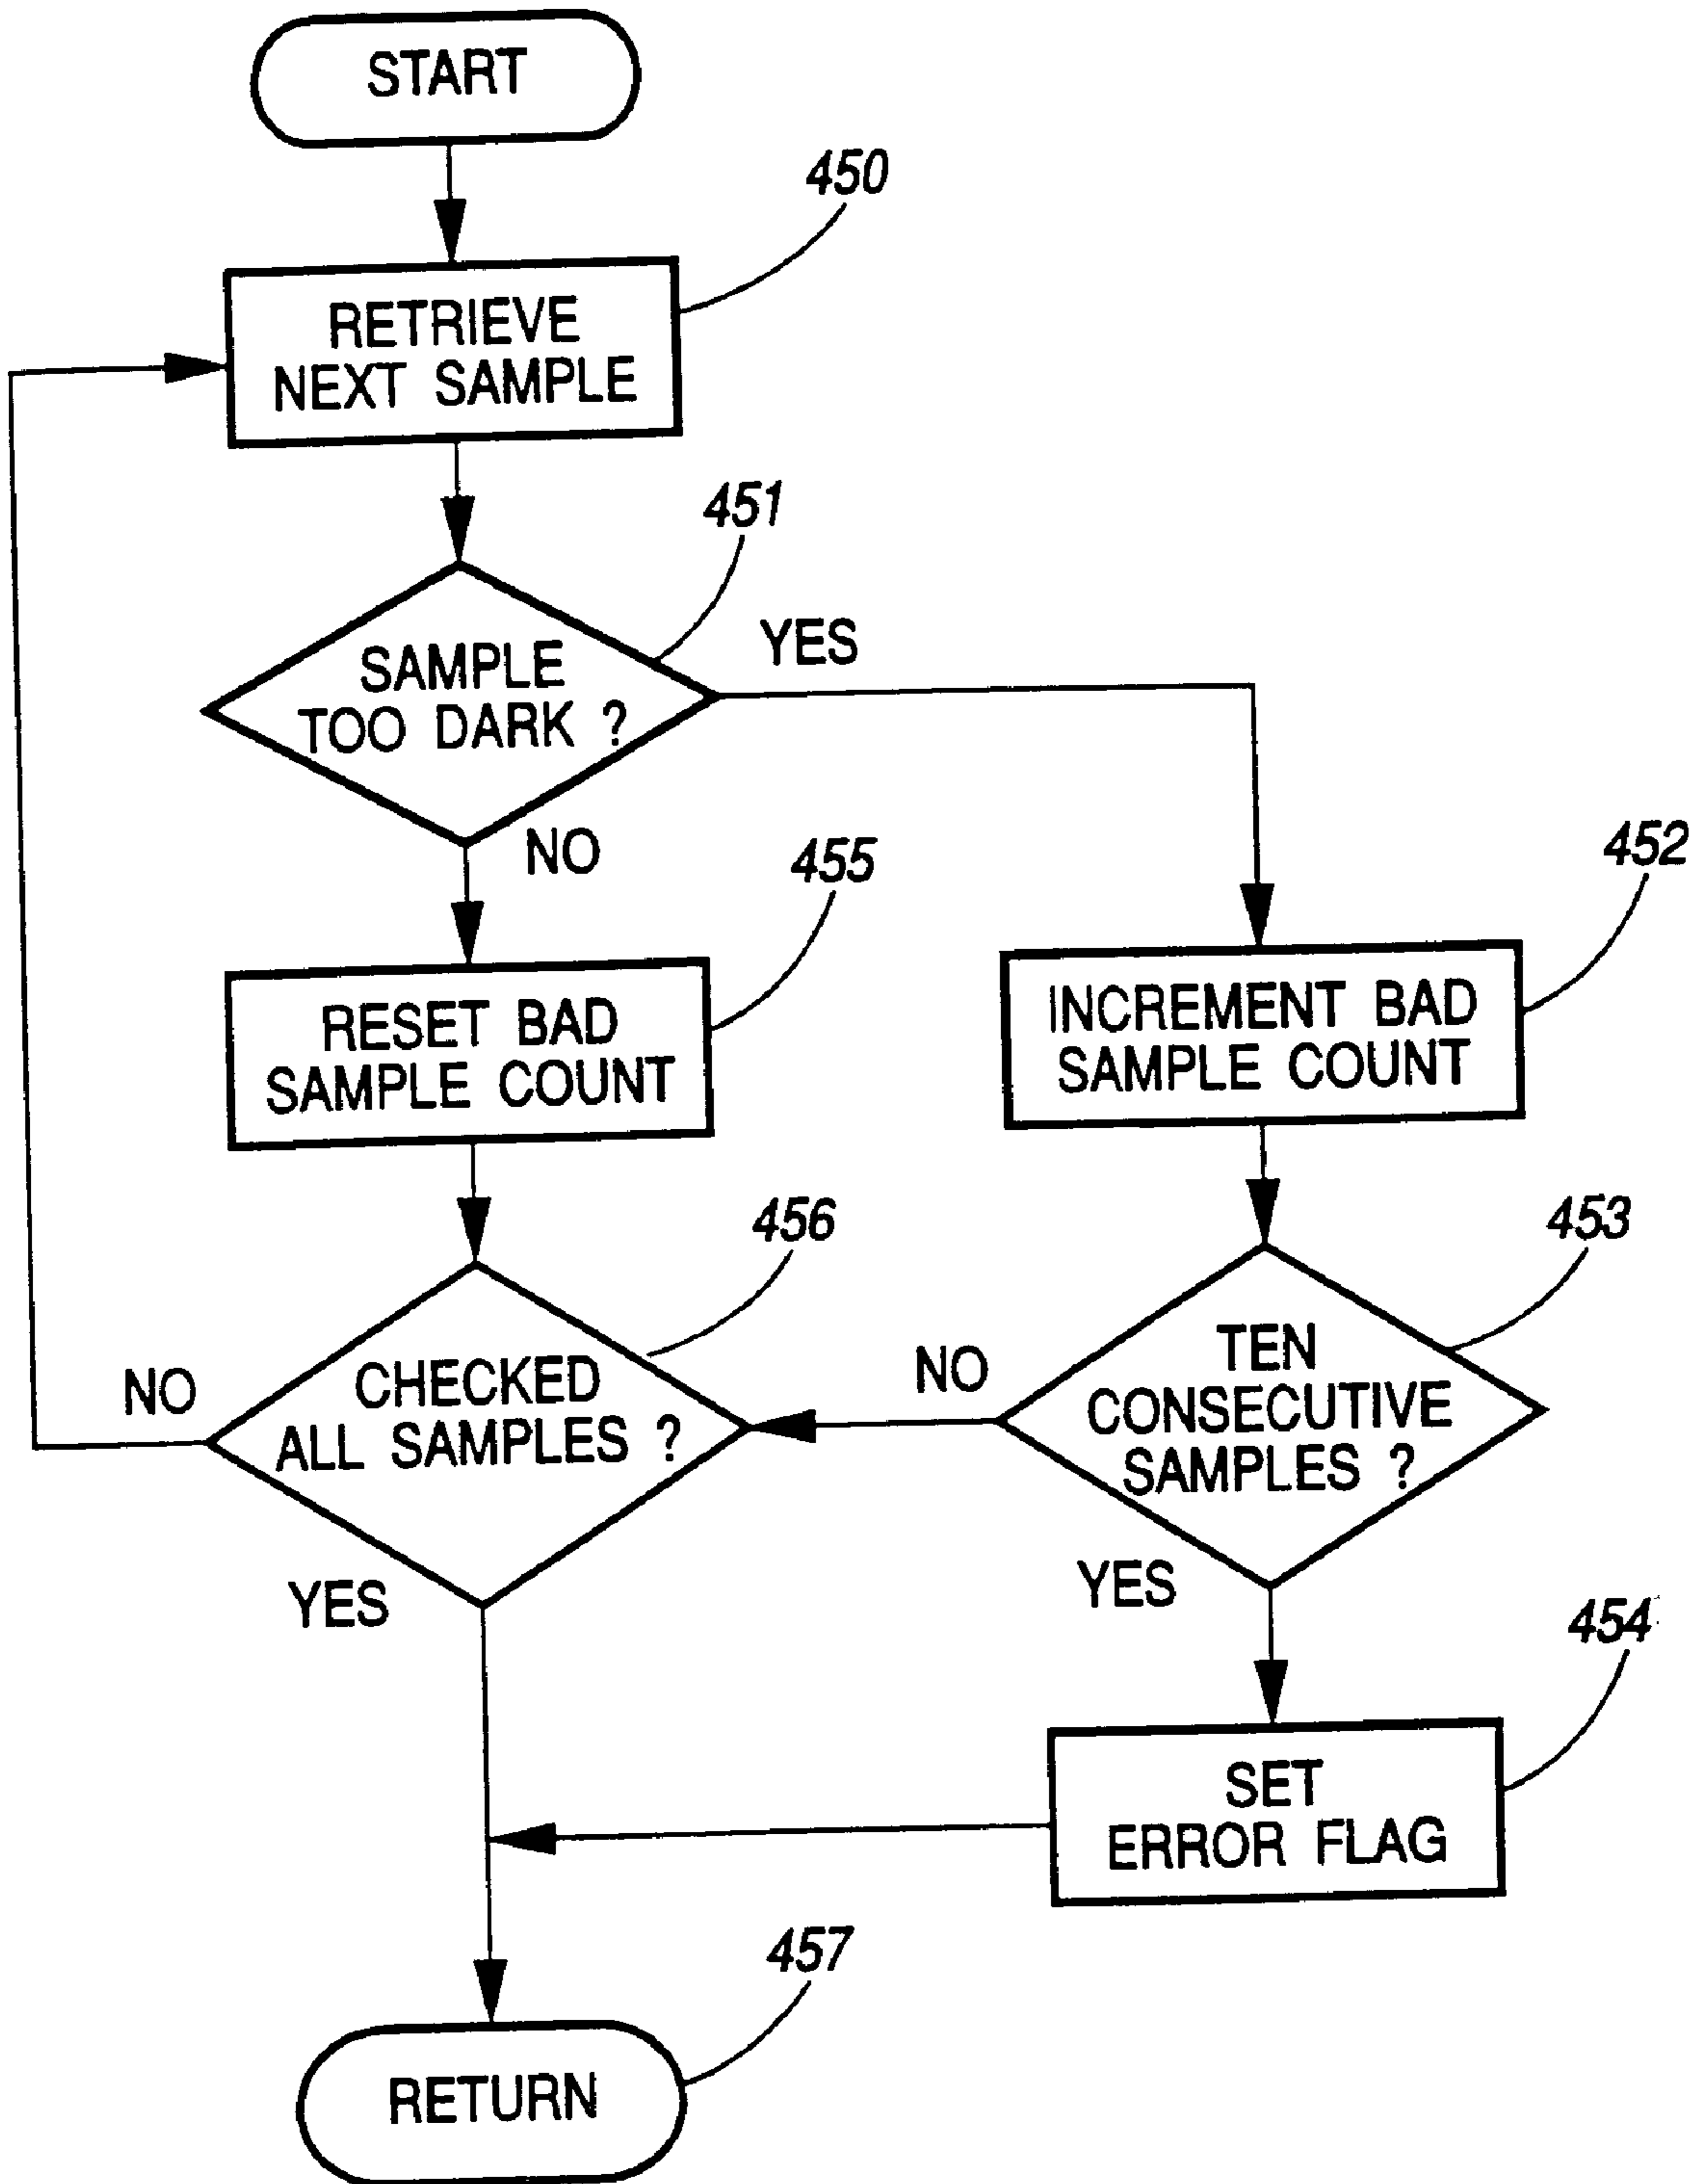 START
450
RETRIEVE
NEXT SAMPLE
451
SAMPLE
TOO DARK ?
YES
NO
455
452
RESET BAD
SAMPLE COUNT
INCREMENT BAD
SAMPLE COUNT
456
453
NO
CHECKED
ALL SAMPLES ?
NO
TEN
CONSECUTIVE
SAMPLES ?
YES
YES
454
SET
ERROR FLAG
457
RETURN